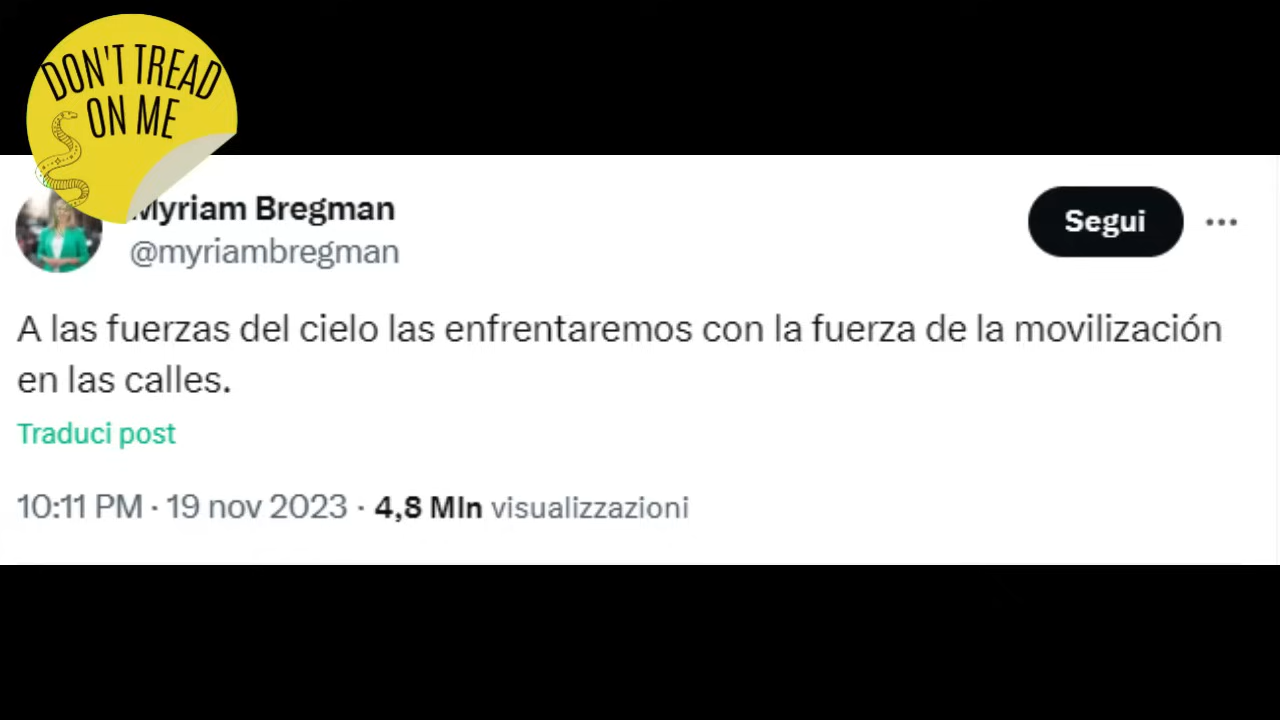 DON'T TREAD
ON ME
Myriam Bregman
@myriambregman
Segui
A las fuerzas del cielo las enfrentaremos con la fuerza de la movilización
en las calles.
Traduci post
10:11 PM · 19 nov 2023 · 4,8 Mln visualizzazioni